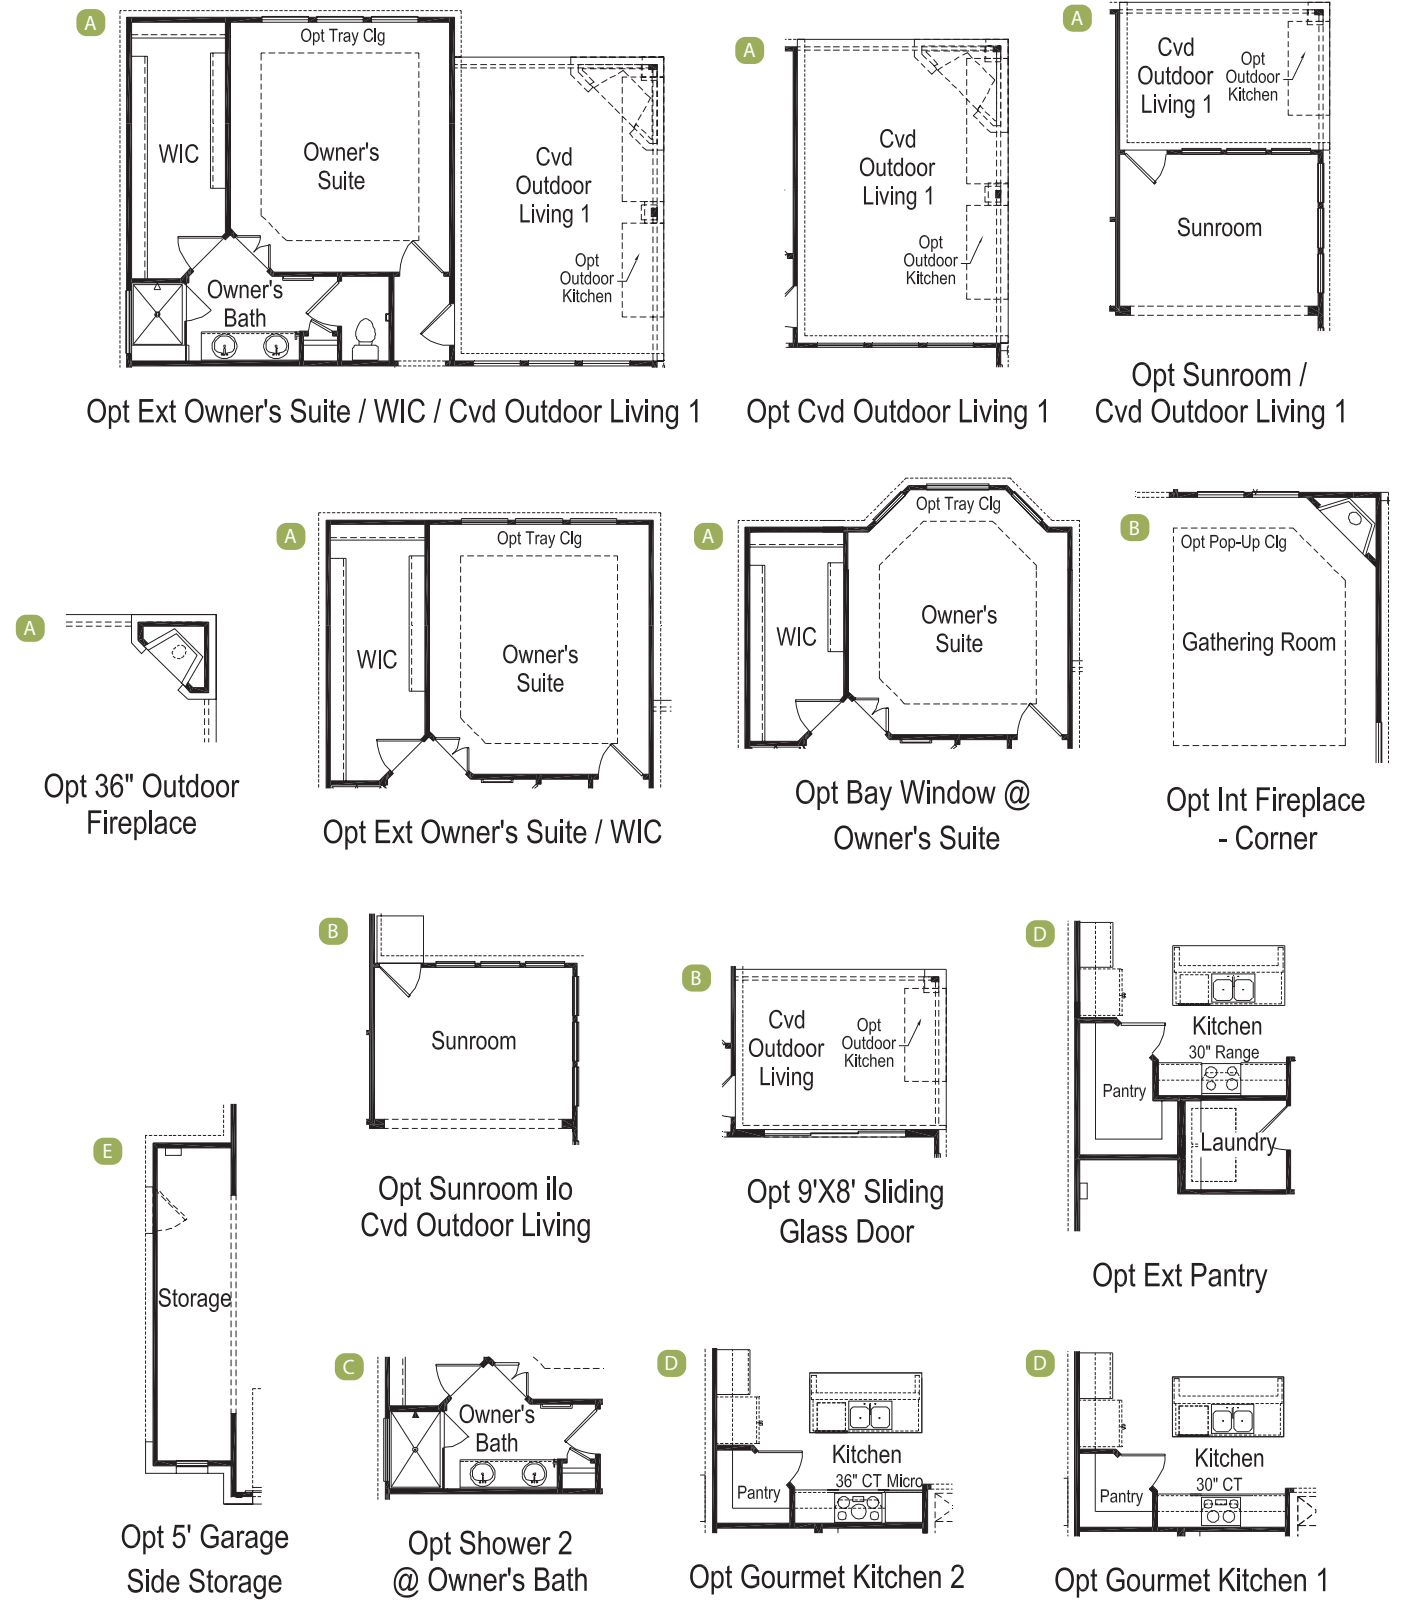 A
Opt Tray Clg
WIC
Owner's
Suite
Cvd
Outdoor
Living 1
Opt
Outdoor
Kitchen
Owner's
Bath
Opt Ext Owner's Suite / WIC / Cvd Outdoor Living 1
A
Cvd
Outdoor
Living 1
Opt
Outdoor
Kitchen
Opt Cvd Outdoor Living 1
A
Cvd
Outdoor
Living 1
Opt
Outdoor
Kitchen
Sunroom
Opt Sunroom /
Cvd Outdoor Living 1
A
Opt 36" Outdoor
Fireplace
A
Opt Tray Clg
WIC
Owner's
Suite
Opt Ext Owner's Suite / WIC
A
Opt Tray Clg
WIC
Owner's
Suite
Opt Bay Window @
Owner's Suite
B
Opt Pop-Up Clg
Gathering Room
Opt Int Fireplace
- Corner
B
Sunroom
Opt Sunroom ilo
Cvd Outdoor Living
B
Cvd
Outdoor
Living
Opt
Outdoor
Kitchen
Opt 9'X8' Sliding
Glass Door
D
Kitchen
30" Range
Pantry
Laundry
Opt Ext Pantry
E
Storage
Opt 5' Garage
Side Storage
C
Owner's
Bath
Opt Shower 2
@ Owner's Bath
D
Kitchen
36" CT Micro
Pantry
Opt Gourmet Kitchen 2
D
Kitchen
30" CT
Pantry
Opt Gourmet Kitchen 1